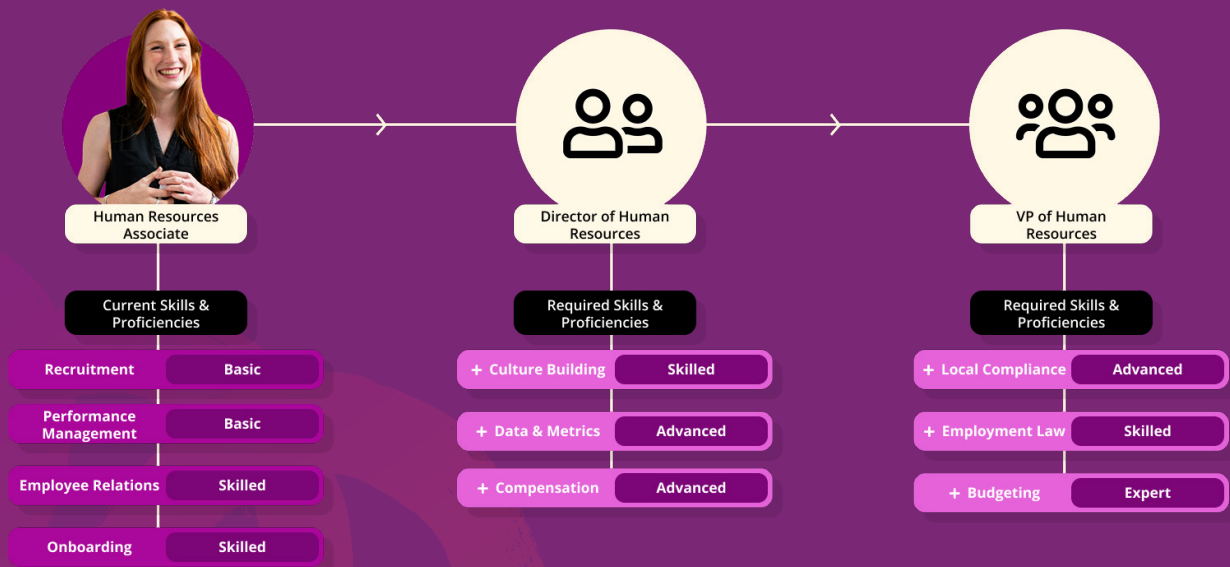 Human Resources
Associate
Current Skills &
Proficiencies
Recruitment Basic
Performance
Management
Basic
Employee Relations Skilled
Onboarding Skilled
Director of Human
Resources
Required Skills &
Proficiencies
+ Culture Building Skilled
+ Data & Metrics Advanced
+ Compensation Advanced
VP of Human
Resources
Required Skills &
Proficiencies
+ Local Compliance Advanced
+ Employment Law Skilled
+ Budgeting Expert